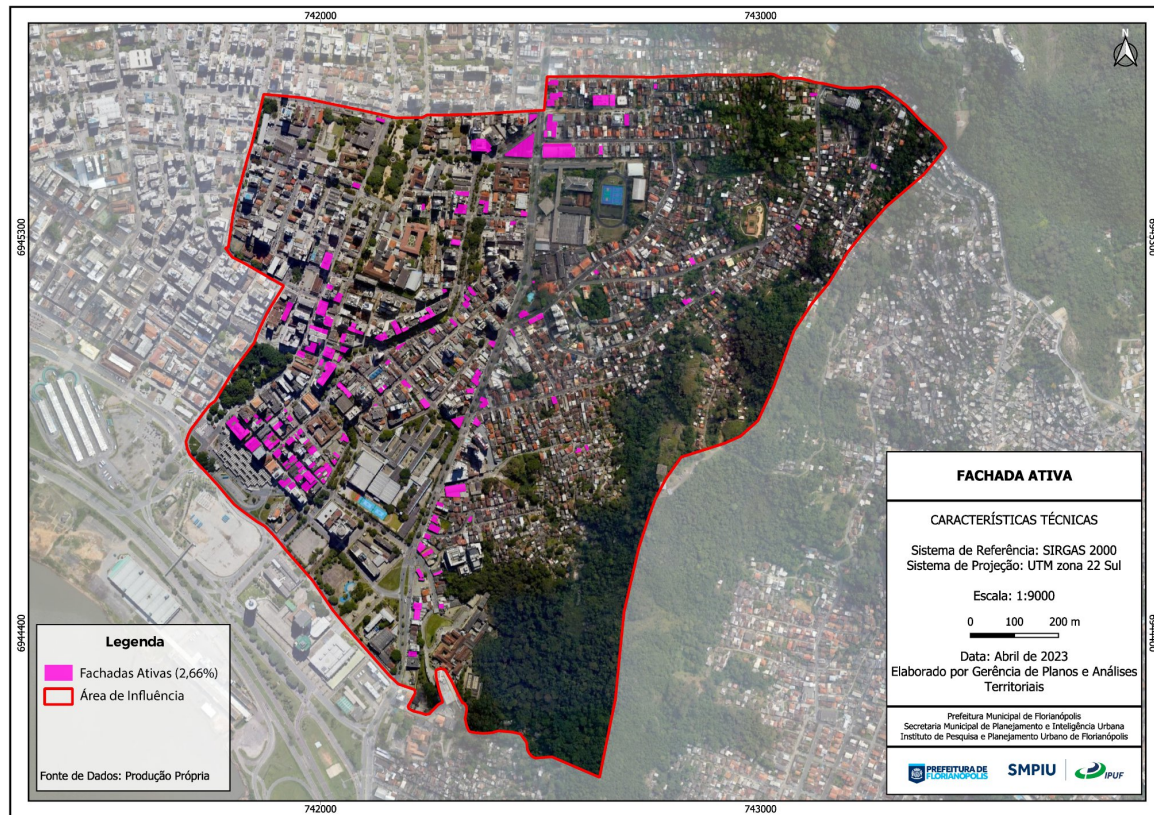 742000
743000
N
6945300
6945300
FACHADA ATIVA
CARACTERÍSTICAS TÉCNICAS
Sistema de Referência: SIRGAS 2000
Sistema de Projeção: UTM zona 22 Sul
Escala: 1:9000
0 100 200 m
Data: Abril de 2023
Elaborado por Gerência de Planos e Análises
Territoriais
Prefeitura Municipal de Florianópolis
Secretaria Municipal de Planejamento e Inteligência Urbana
Instituto de Pesquisa e Planejamento Urbano de Florianópolis
PREFEITURA DE
FLORIANÓPOLIS
SMPIU
IPUF
6944400
6944400
Legenda
Fachadas Ativas (2,66%)
Área de Influência
Fonte de Dados: Produção Própria
742000
743000